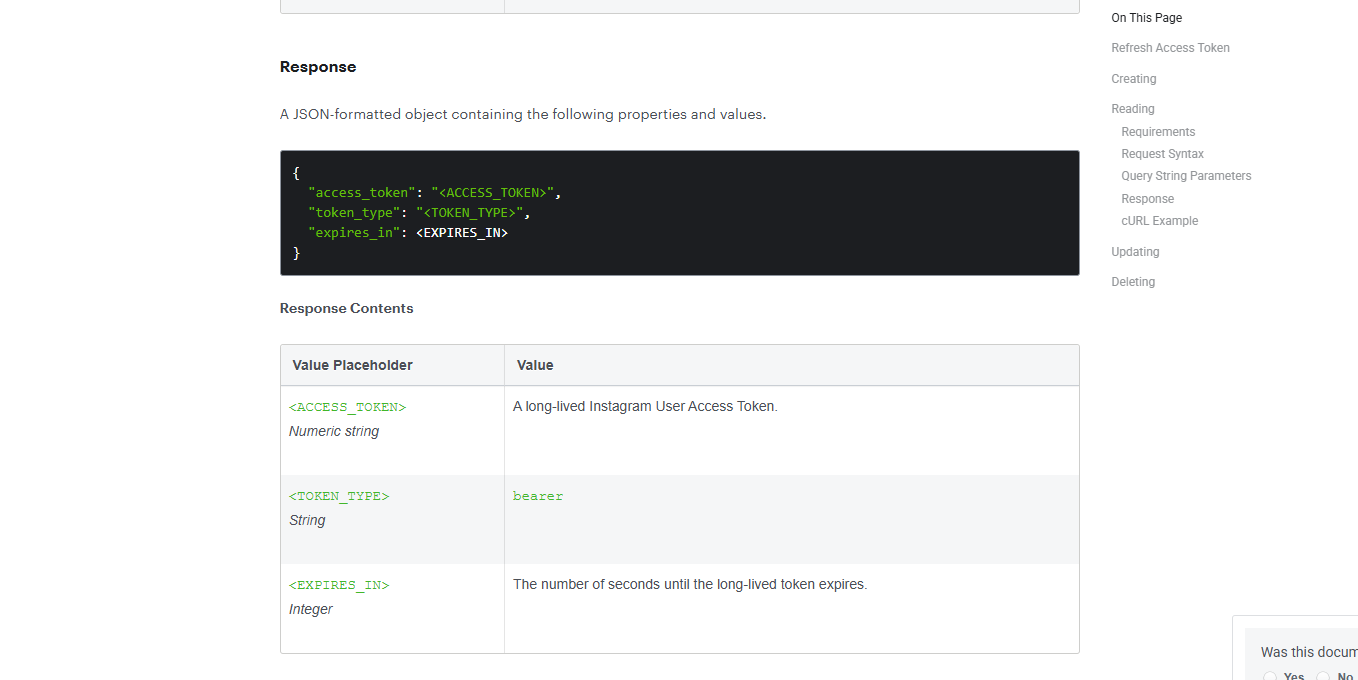 Response
A JSON-formatted object containing the following properties and values.
{
"access_token": "<ACCESS_TOKEN>",
"token_type": "<TOKEN_TYPE>",
"expires_in": <EXPIRES_IN>
}
Response Contents
Value Placeholder Value
<ACCESS_TOKEN> A long-lived Instagram User Access Token.
Numeric string
<TOKEN_TYPE> bearer
String
<EXPIRES_IN> The number of seconds until the long-lived token expires.
Integer
On This Page
Refresh Access Token
Creating
Reading
Requirements
Request Syntax
Query String Parameters
Response
cURL Example
Updating
Deleting
Was this docum
Yes No